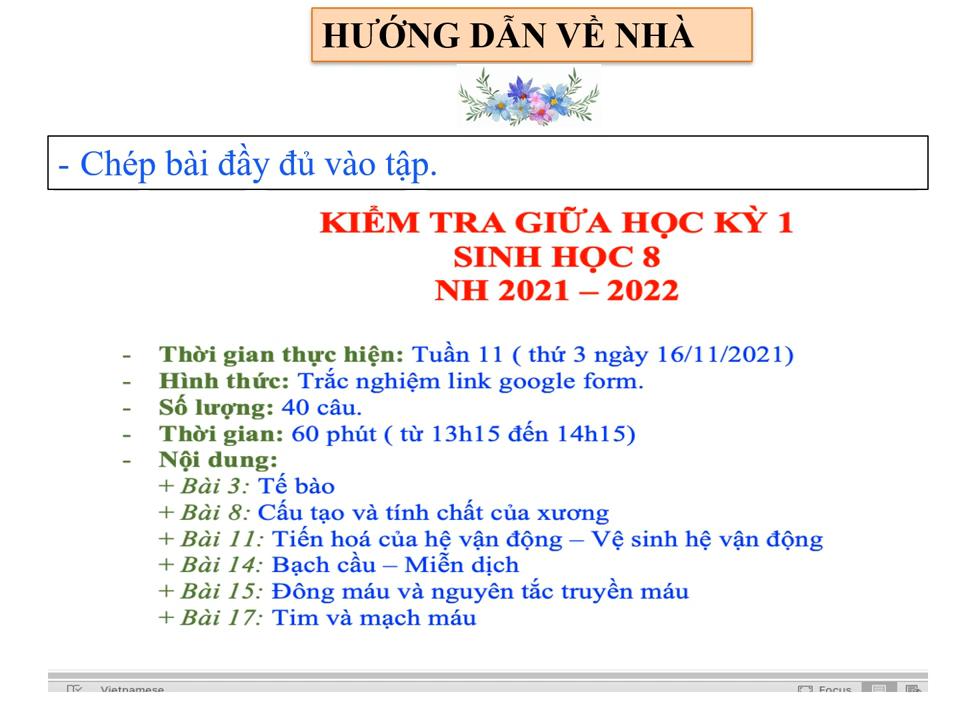 HƯỚNG DẪN VỀ NHÀ
- Chép bài đầy đủ vào tập.
KIỂM TRA GIỮA HỌC KỲ 1
SINH HỌC 8
NH 2021 – 2022
- Thời gian thực hiện: Tuần 11 ( thứ 3 ngày 16/11/2021)
- Hình thức: Trắc nghiệm link google form.
- Số lượng: 40 câu.
- Thời gian: 60 phút ( từ 13h15 đến 14h15)
- Nội dung:
+ Bài 3: Tế bào
+ Bài 8: Cấu tạo và tính chất của xương
+ Bài 11: Tiến hoá của hệ vận động – Vệ sinh hệ vận động
+ Bài 14: Bạch cầu – Miễn dịch
+ Bài 15: Đông máu và nguyên tắc truyền máu
+ Bài 17: Tim và mạch máu
Vietnamese Focus